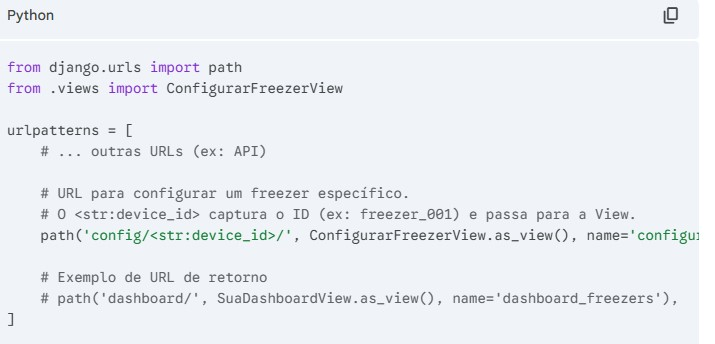 Python
from django.urls import path
from .views import ConfigurarFreezerView
urlpatterns = [
# ... outras URLs (ex: API)
# URL para configurar um freezer específico.
# O <str:device_id> captura o ID (ex: freezer_001) e passa para a View.
path('config/<str:device_id>/', ConfigurarFreezerView.as_view(), name='configu
# Exemplo de URL de retorno
# path('dashboard/', SuaDashboardView.as_view(), name='dashboard_freezers'),
]